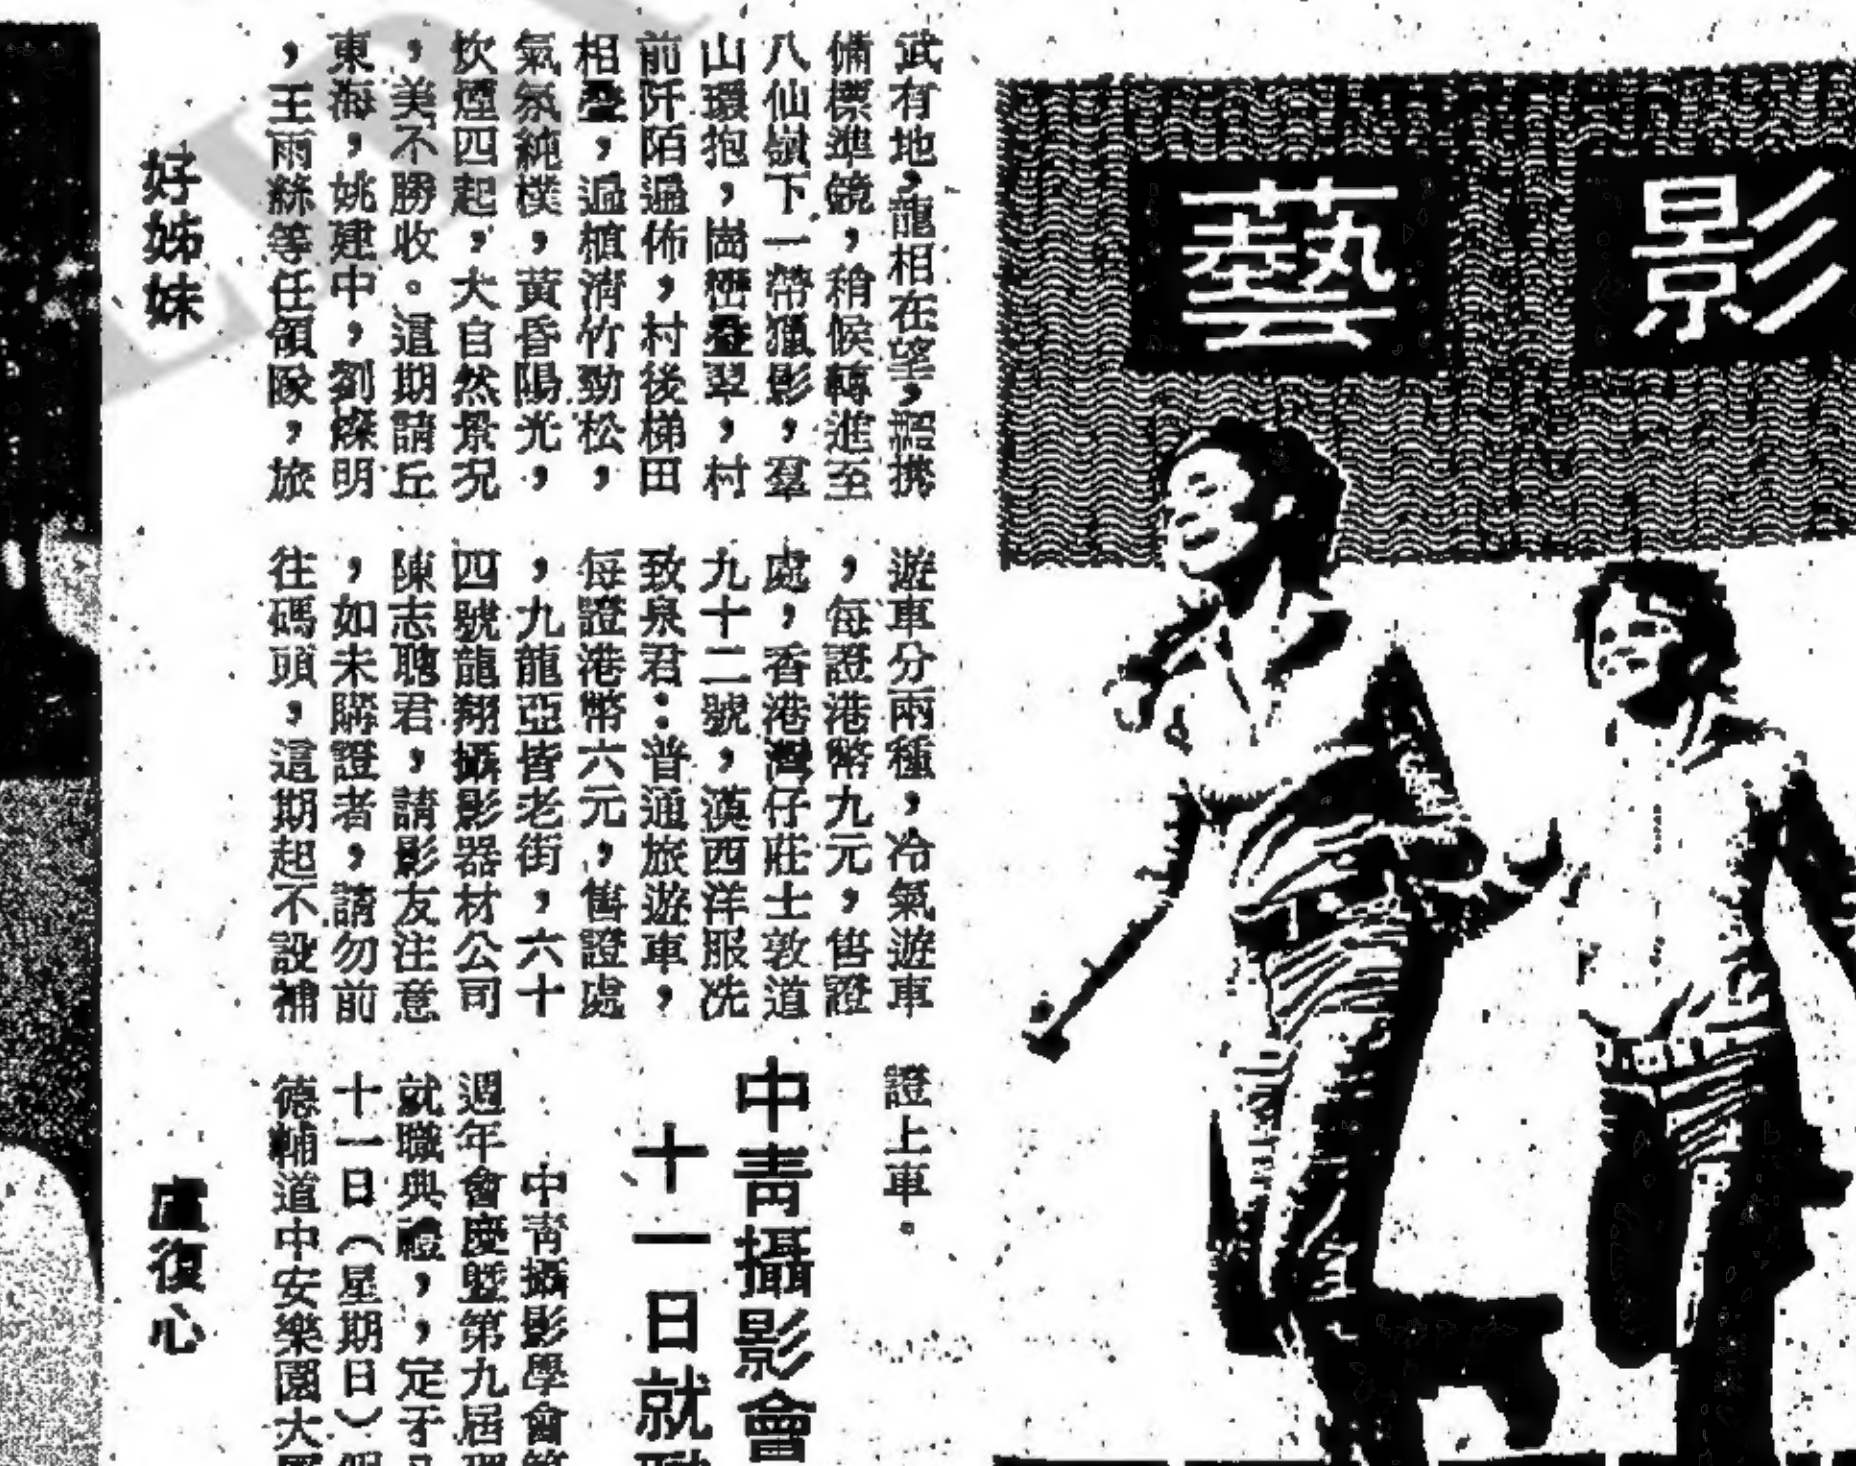 影藝
武有地，龍相在望，紹携
備標準鏡，稍候轉進至
八仙嶺下一帶獵影，羣
山環抱，崗巒疊翠，村
前阡陌遍佈，村後梯田
相疊，遍植清竹勁松，
氣氛純樸，黃昏陽光，
炊煙四起，大自然景況
，美不勝收。這期請丘
東海，姚建中，劉燦明
，王雨絲等任領隊，旅
遊車分兩種，冷氣遊車
，每證港幣九元，售證
處，香港灣仔莊士敦道
九十二號，漢西洋服冼
致泉君：普通旅遊車，
每證港幣六元，售證處
，九龍亞皆老街，六十
四號龍翔攝影器材公司
陳志聰君，請影友注意
，如未購證者，請勿前
往碼頭，這期起不設補
證上車。
中靑攝影會
十一日就
中靑攝影學會
週年會慶暨第九屆
就職典禮，，定于
十一日（星期日）假
德輔道中安樂園大
好姊妹
盧復心